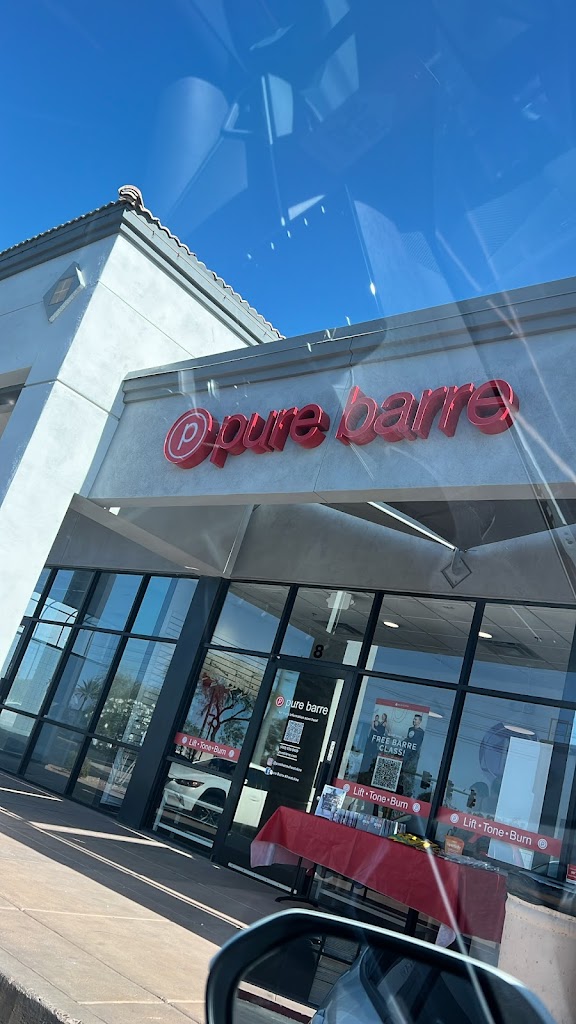 p pure barre
8
p pure barre
Lift • Tone • Burn
FREE BARRE
CLASS!
Lift • Tone • Burn
Lift • Tone • Burn